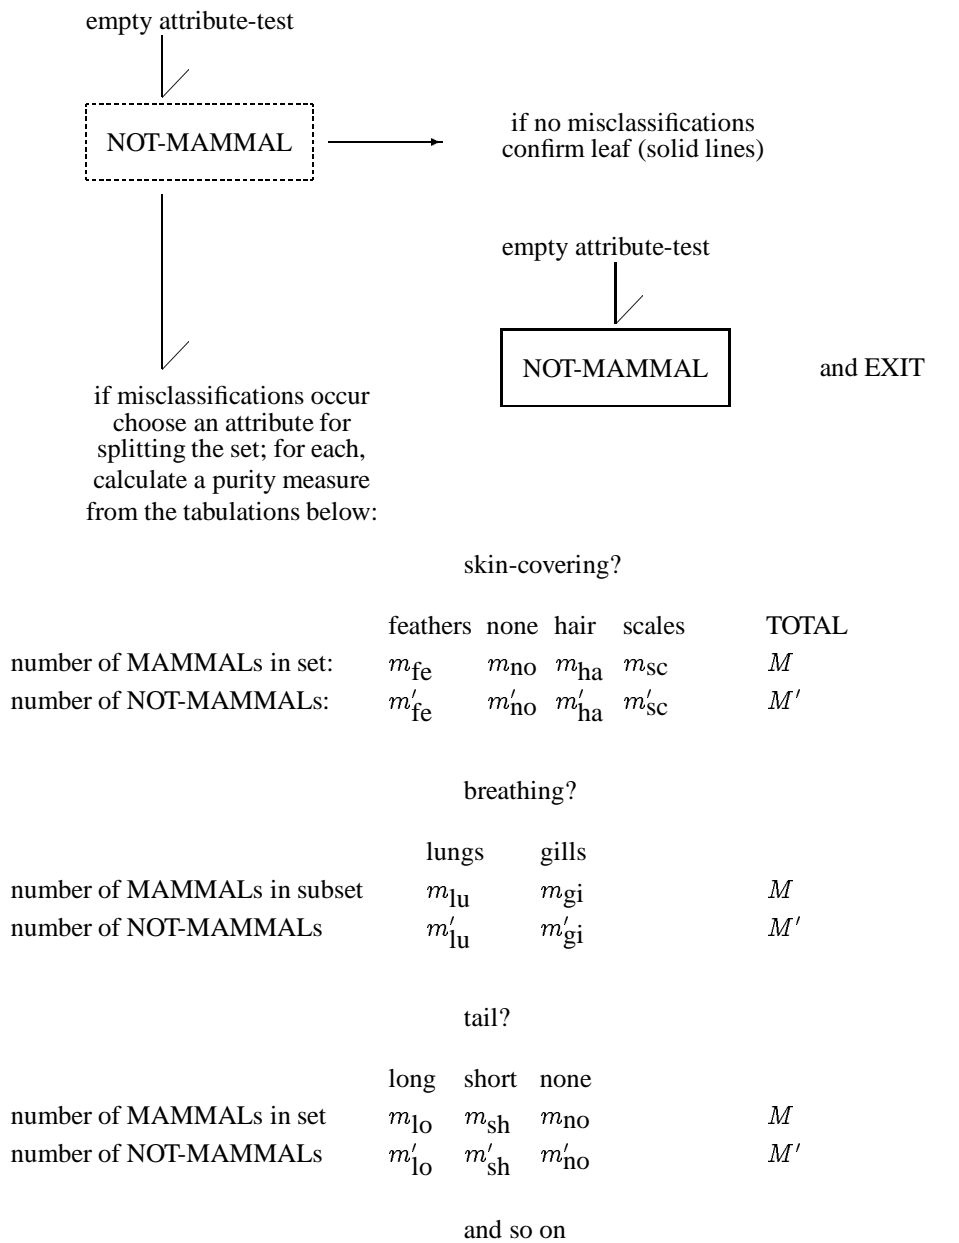 empty attribute-test
NOT-MAMMAL
if no misclassifications
confirm leaf (solid lines)
empty attribute-test
NOT-MAMMAL
and EXIT
if misclassifications occur
choose an attribute for
splitting the set; for each,
calculate a purity measure
from the tabulations below:
skin-covering?
feathers none hair scales TOTAL
number of MAMMALs in set: m_fe m_no m_ha m_sc M
number of NOT-MAMMALs: m′_fe m′_no m′_ha m′_sc M′
breathing?
lungs gills
number of MAMMALs in subset m_lu m_gi M
number of NOT-MAMMALs m′_lu m′_gi M′
tail?
long short none
number of MAMMALs in set m_lo m_sh m_no M
number of NOT-MAMMALs m′_lo m′_sh m′_no M′
and so on